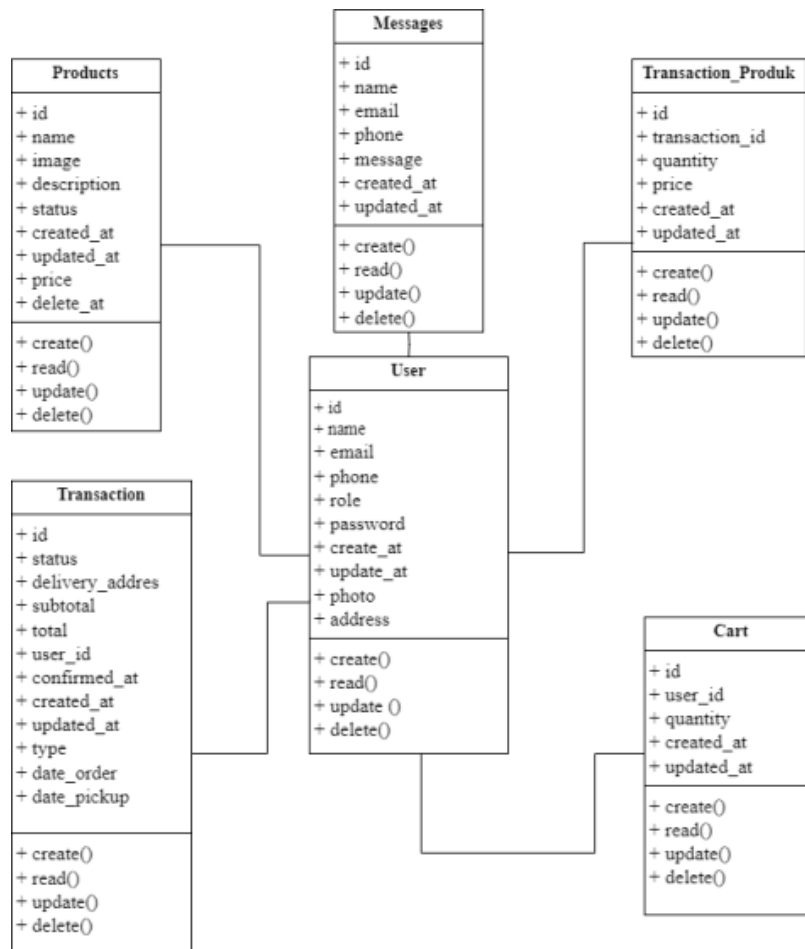 Messages
+ id
+ name
+ email
+ phone
+ message
+ created_at
+ updated_at
+ create()
+ read()
+ update()
+ delete()
Products
+ id
+ name
+ image
+ description
+ status
+ created_at
+ updated_at
+ price
+ delete_at
+ create()
+ read()
+ update()
+ delete()
Transaction_Produk
+ id
+ transaction_id
+ quantity
+ price
+ created_at
+ updated_at
+ create()
+ read()
+ update()
+ delete()
User
+ id
+ name
+ email
+ phone
+ role
+ password
+ create_at
+ update_at
+ photo
+ address
+ create()
+ read()
+ update ()
+ delete()
Transaction
+ id
+ status
+ delivery_addres
+ subtotal
+ total
+ user_id
+ confirmed_at
+ created_at
+ updated_at
+ type
+ date_order
+ date_pickup
+ create()
+ read()
+ update()
+ delete()
Cart
+ id
+ user_id
+ quantity
+ created_at
+ updated_at
+ create()
+ read()
+ update()
+ delete()